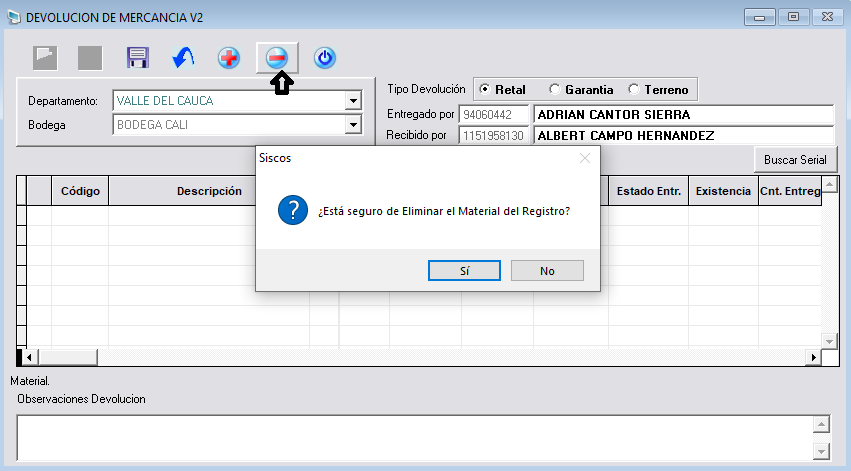 DEVOLUCION DE MERCANCIA V2
Departamento: VALLE DEL CAUCA
Bodega BODEGA CALI
Tipo Devolución Retal Garantia Terreno
Entregado por 94060442 ADRIAN CANTOR SIERRA
Recibido por 1151958130 ALBERT CAMPO HERNANDEZ
Buscar Serial
Siscos
¿Está seguro de Eliminar el Material del Registro?
Sí No
Código Descripción Estado Entr. Existencia Cnt. Entreg
Material.
Observaciones Devolucion